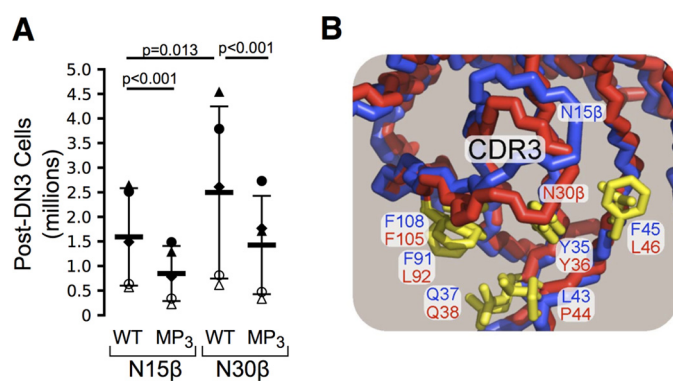 A
p=0.013
p<0.001
p<0.001
Post-DN3 Cells
(millions)
5.0
4.5
4.0
3.5
3.0
2.5
2.0
1.5
1.0
0.5
0
WT MP3 WT MP3
N15β N30β
B
N15β
CDR3
N30β
F108
F105
F91
L92
Y35
Y36
F45
L46
Q37
Q38
L43
P44